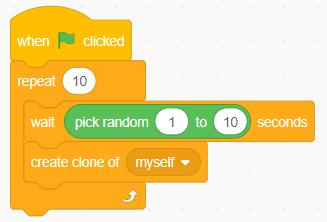 when clicked
repeat 10
wait pick random 1 to 10 seconds
create clone of myself